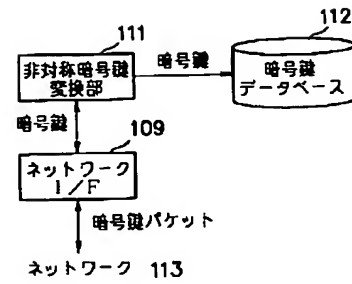 111
非対称暗号鍵
変換部
暗号鍵
112
暗号鍵
データベース
暗号鍵
109
ネットワーク
I/F
暗号鍵パケット
ネットワーク 113